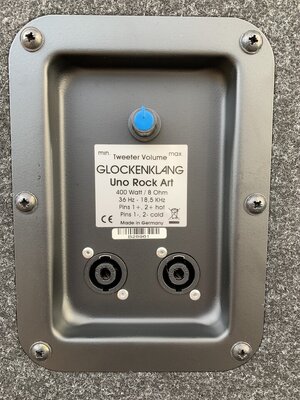 min. Tweeter Volume max
GLOCKENKLANG
Uno Rock Art
400 Watt / 8 Ohm
36 Hz - 18,5 KHz
Pins 1+, 2+ hot
Pins 1-, 2- cold
Made in Germany